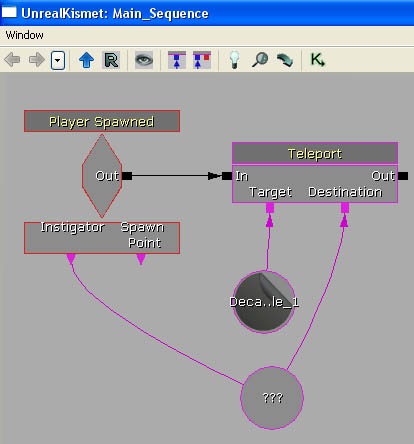 UnrealKismet: Main_Sequence
Window
R
K
Player Spawned
Out
Instigator Spawn
Point
Teleport
In Out
Target Destination
Deca..le_1
???